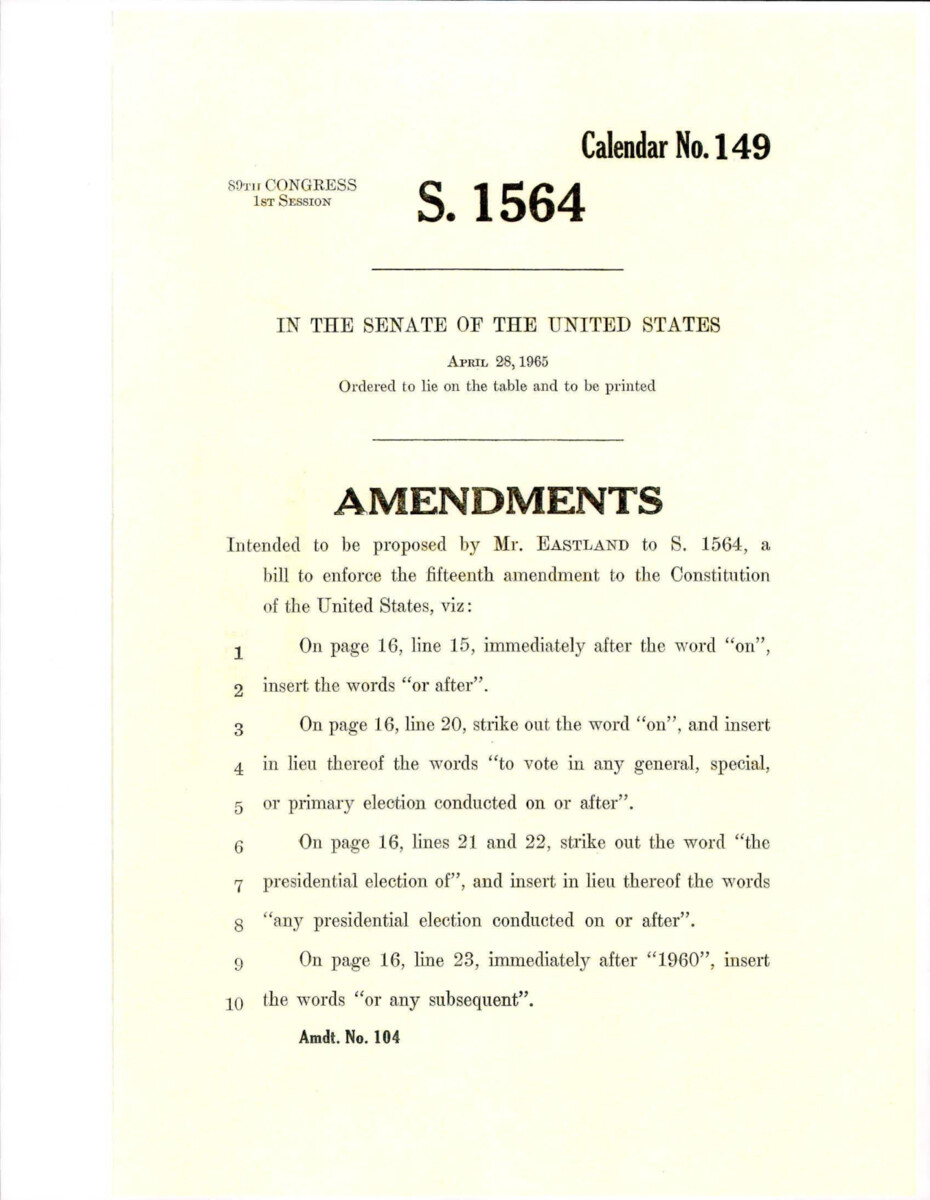 Calendar No. 149
89TH CONGRESS
1ST SESSION
S. 1564
IN THE SENATE OF THE UNITED STATES
APRIL 28, 1965
Ordered to lie on the table and to be printed
AMENDMENTS
Intended to be proposed by Mr. EASTLAND to S. 1564, a
bill to enforce the fifteenth amendment to the Constitution
of the United States, viz:
1 On page 16, line 15, immediately after the word “on”,
2 insert the words “or after”.
3 On page 16, line 20, strike out the word “on”, and insert
4 in lieu thereof the words “to vote in any general, special,
5 or primary election conducted on or after”.
6 On page 16, lines 21 and 22, strike out the word “the
7 presidential election of”, and insert in lieu thereof the words
8 “any presidential election conducted on or after”.
9 On page 16, line 23, immediately after “1960”, insert
10 the words “or any subsequent”.
Amdt. No. 104